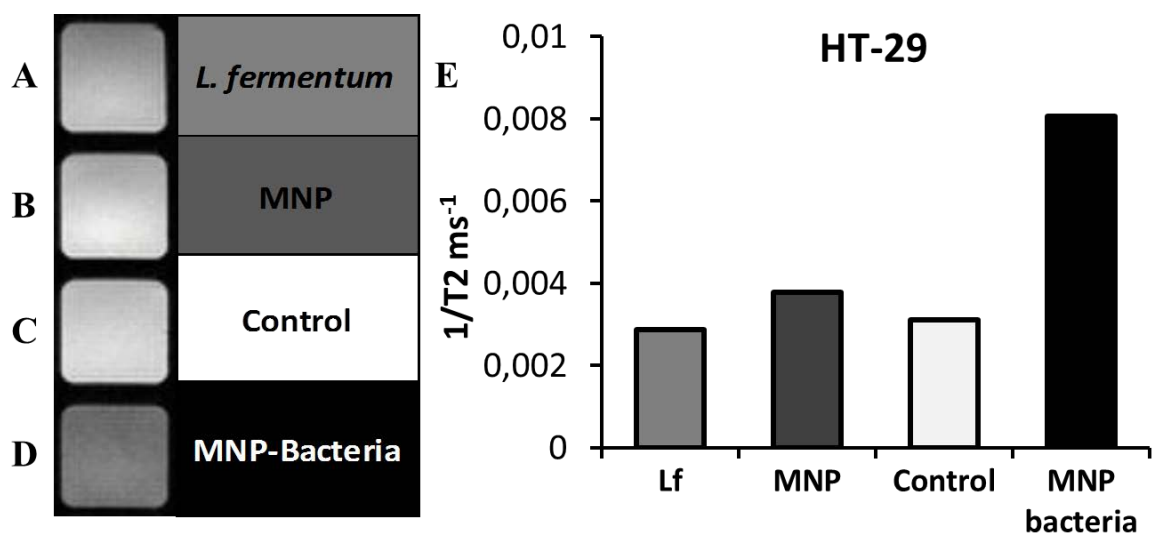 A
L. fermentum
B
MNP
C
Control
D
MNP-Bacteria
E
HT-29
1/T2 ms-1
0,01
0,008
0,006
0,004
0,002
0
Lf
MNP
Control
MNP
bacteria